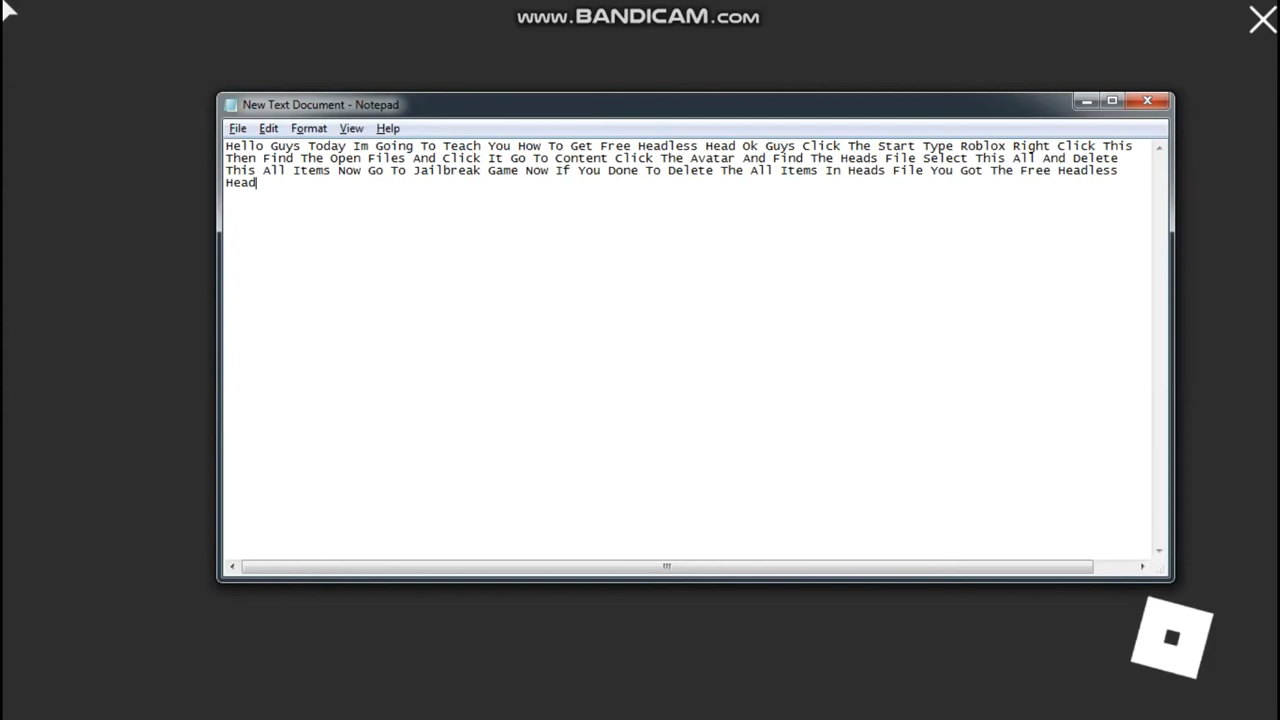 www.BANDICAM.com
New Text Document - Notepad
File Edit Format View Help
Hello Guys Today Im Going To Teach You How To Get Free Headless Head Ok Guys Click The Start Type Roblox Right Click This
Then Find The Open Files And Click It Go To Content Click The Avatar And Find The Heads File Select This All And Delete
This All Items Now Go To Jailbreak Game Now If You Done To Delete The All Items In Heads File You Got The Free Headless
Head